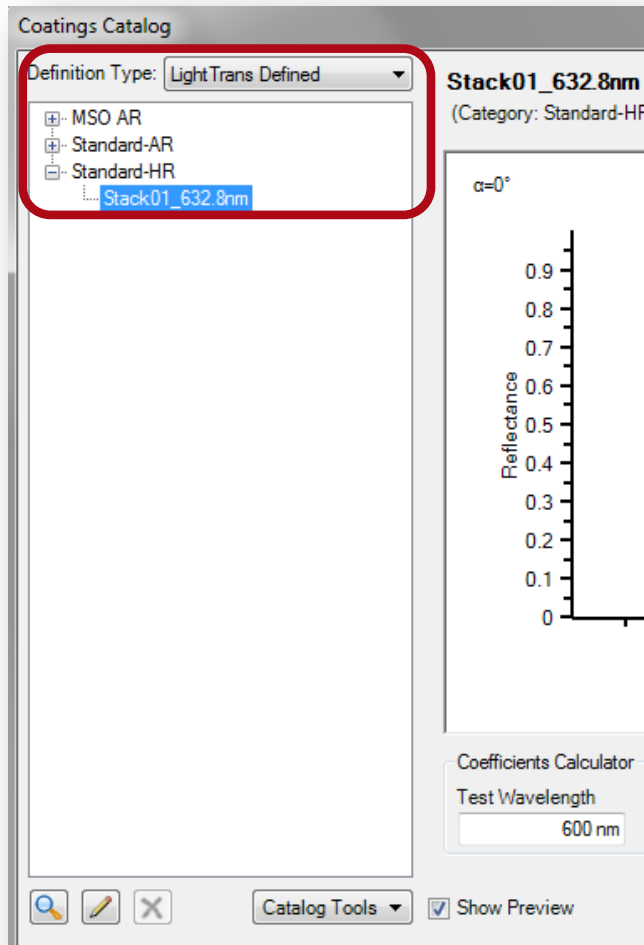 Coatings Catalog
Definition Type: LightTrans Defined
MSO AR
Standard-AR
Standard-HR
Stack01_632.8nm
Stack01_632.8nm
(Category: Standard-HR
α=0°
0.9
0.8
0.7
0.6
0.5
0.4
0.3
0.2
0.1
0
Reflectance
Coefficients Calculator
Test Wavelength
600 nm
Catalog Tools
Show Preview